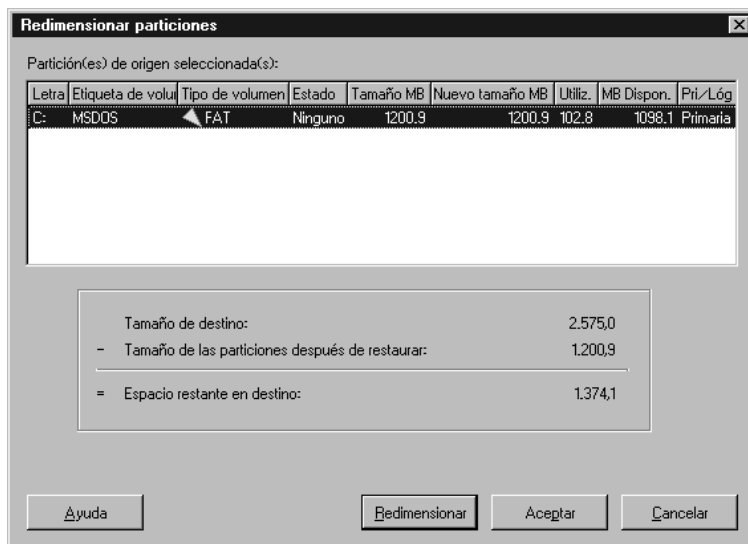 Redimensionar particiones
Partición(es) de origen seleccionada(s):
Letra Etiqueta de volu Tipo de volumen Estado Tamaño MB Nuevo tamaño MB Utiliz. MB Dispon. Pri/Lóg
C: MSDOS FAT Ninguno 1200.9 1200.9 102.8 1098.1 Primaria
Tamaño de destino: 2.575,0
- Tamaño de las particiones después de restaurar: 1.200,9
= Espacio restante en destino: 1.374,1
Ayuda Redimensionar Aceptar Cancelar